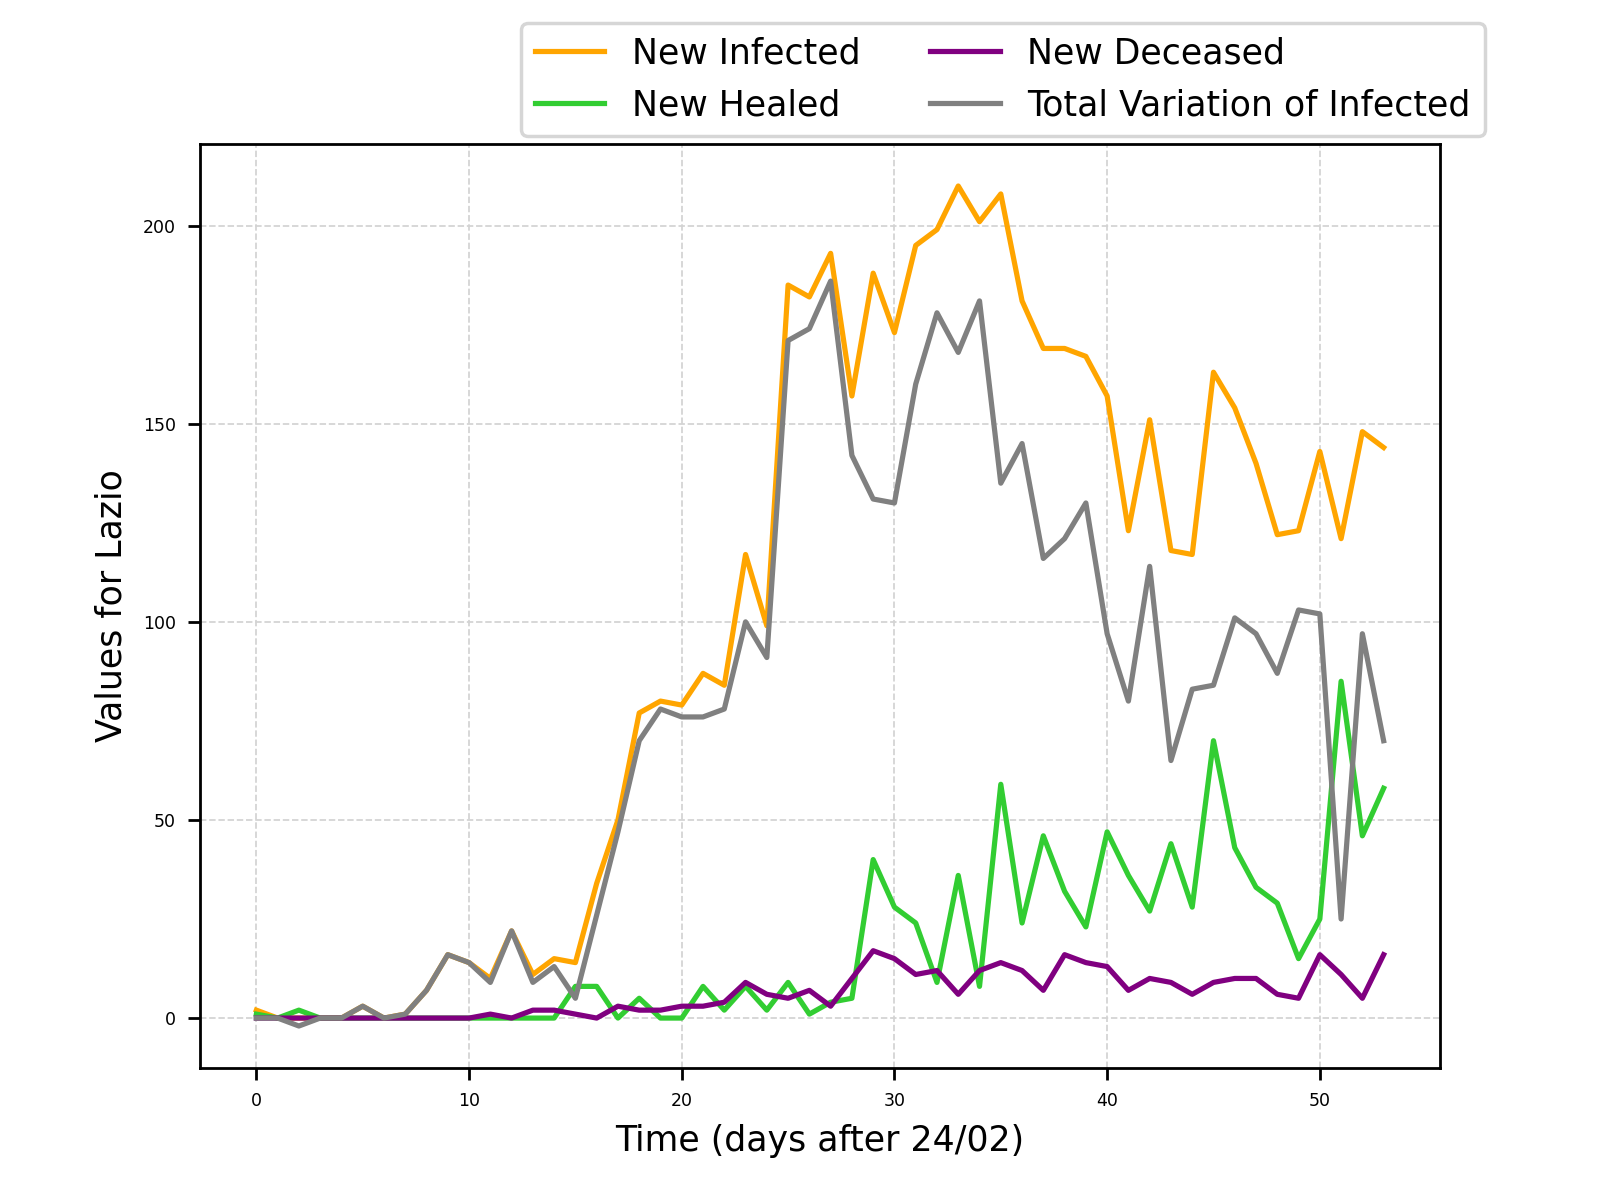 New Infected
New Healed
New Deceased
Total Variation of Infected
Values for Lazio
200
150
100
50
0
0 10 20 30 40 50
Time (days after 24/02)